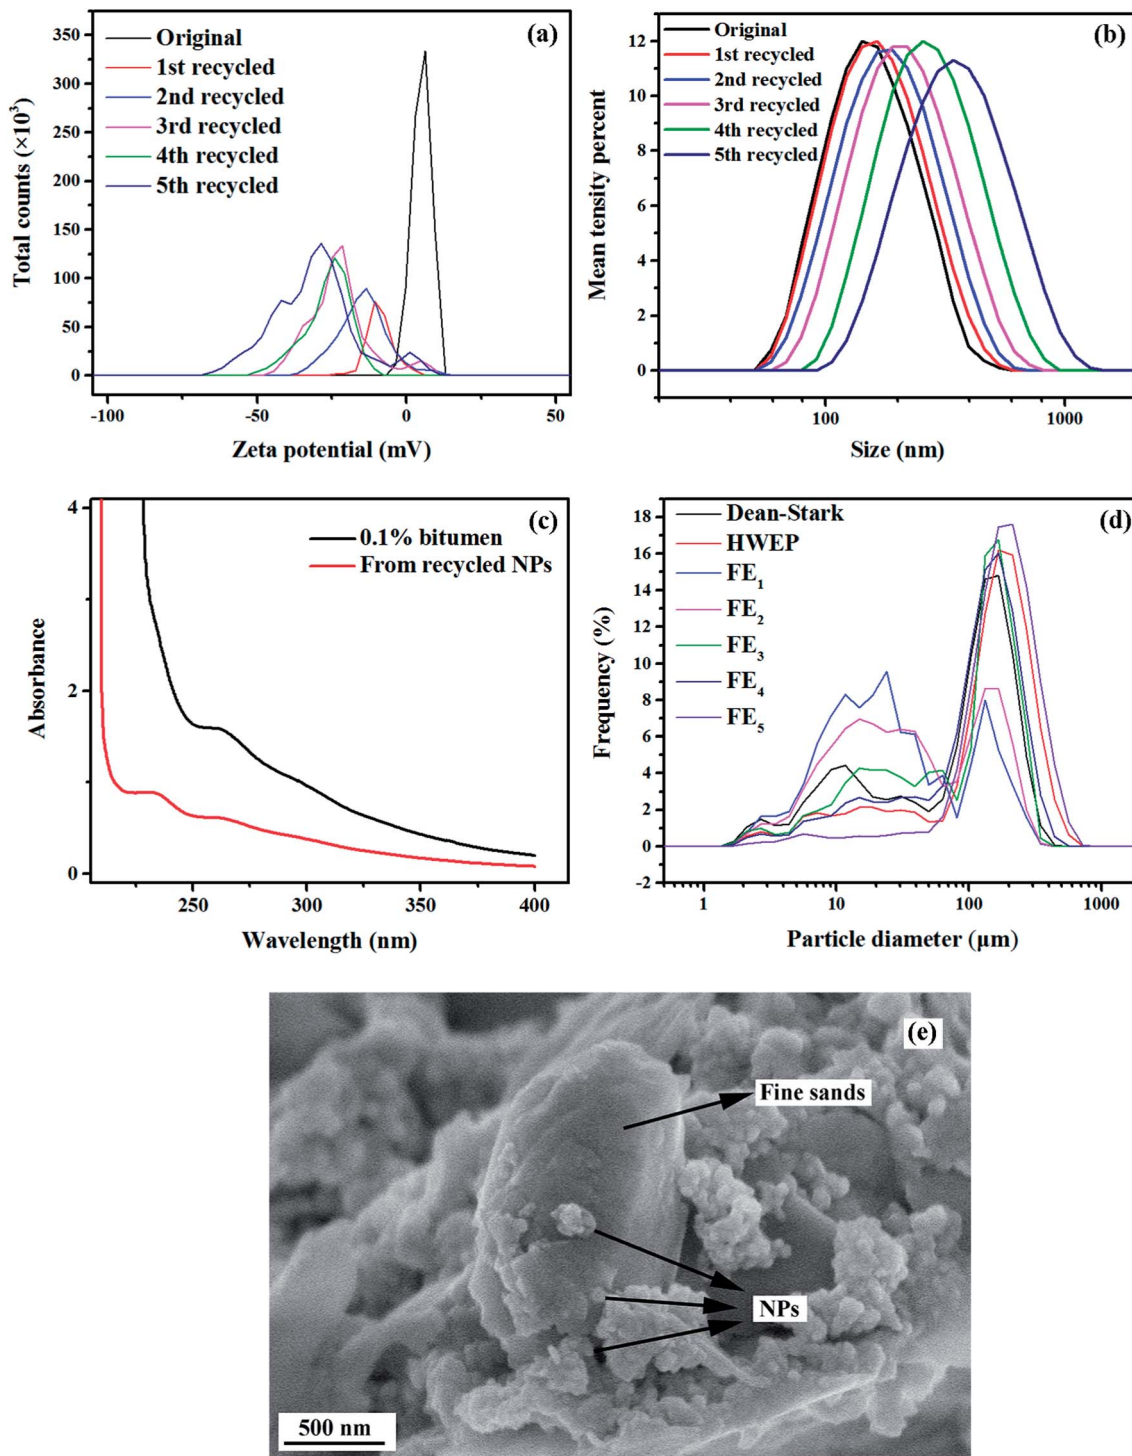 (a)
Original
1st recycled
2nd recycled
3rd recycled
4th recycled
5th recycled
350
300
250
200
150
100
50
0
Total counts (×10³)
-100
-50
0
50
Zeta potential (mV)
(b)
Original
1st recycled
2nd recycled
3rd recycled
4th recycled
5th recycled
12
10
8
6
4
2
0
Mean tensity percent
100
1000
Size (nm)
(c)
0.1% bitumen
From recycled NPs
4
2
0
Absorbance
250
300
350
400
Wavelength (nm)
(d)
Dean-Stark
HWEP
FE₁
FE₂
FE₃
FE₄
FE₅
18
16
14
12
10
8
6
4
2
0
-2
Frequency (%)
1
10
100
1000
Particle diameter (µm)
(e)
Fine sands
NPs
500 nm